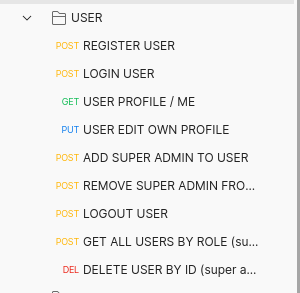 USER
POST REGISTER USER
POST LOGIN USER
GET USER PROFILE / ME
PUT USER EDIT OWN PROFILE
POST ADD SUPER ADMIN TO USER
POST REMOVE SUPER ADMIN FRO...
POST LOGOUT USER
POST GET ALL USERS BY ROLE (su...
DEL DELETE USER BY ID (super a...